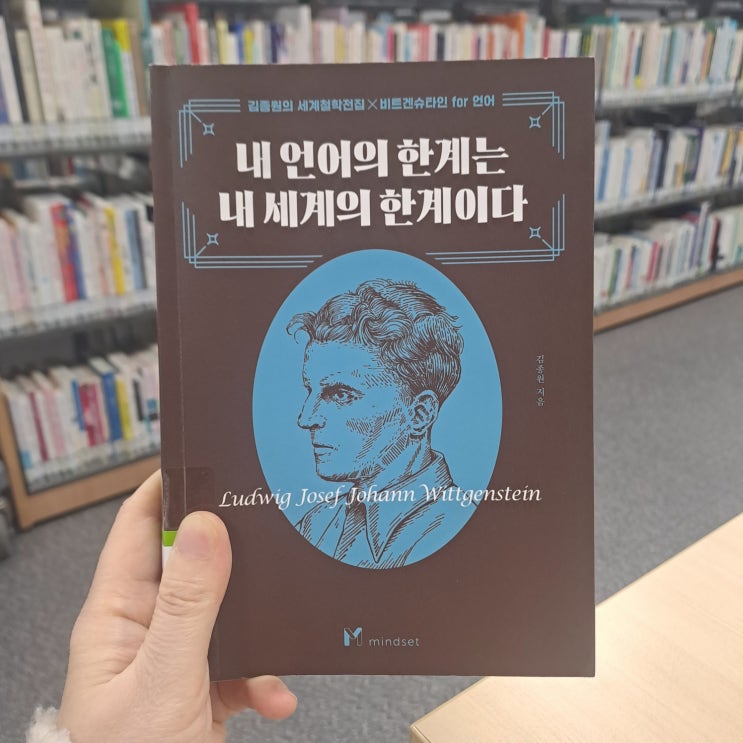 김종원의 세계철학전집×비트겐슈타인 for 언어
내 언어의 한계는
내 세계의 한계이다
김종원 지음
Ludwig Josef Johann Wittgenstein
M mindset